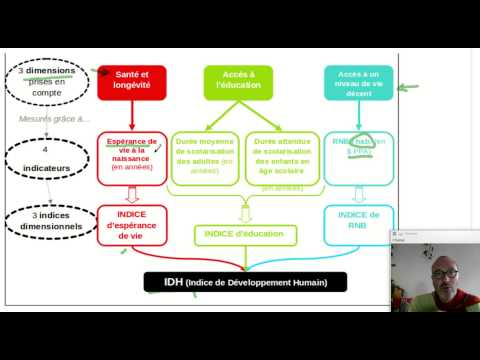 3 dimensions
prises en
compte
Santé et
longévité
Accès à
l'éducation
Accès à un
niveau de vie
décent
Mesurés grâce à...
4
indicateurs
Espérance de
vie à la
naissance
(en années)
Durée moyenne
de scolarisation
des adultes (en
années)
Durée attendue
de scolarisation
des enfants en
âge scolaire
(en années)
RNB / hab. (en
$ PPA)
3 indices
dimensionnels
INDICE
d'espérance
de vie
INDICE d'éducation
INDICE de
RNB
IDH (Indice de Développement Humain)